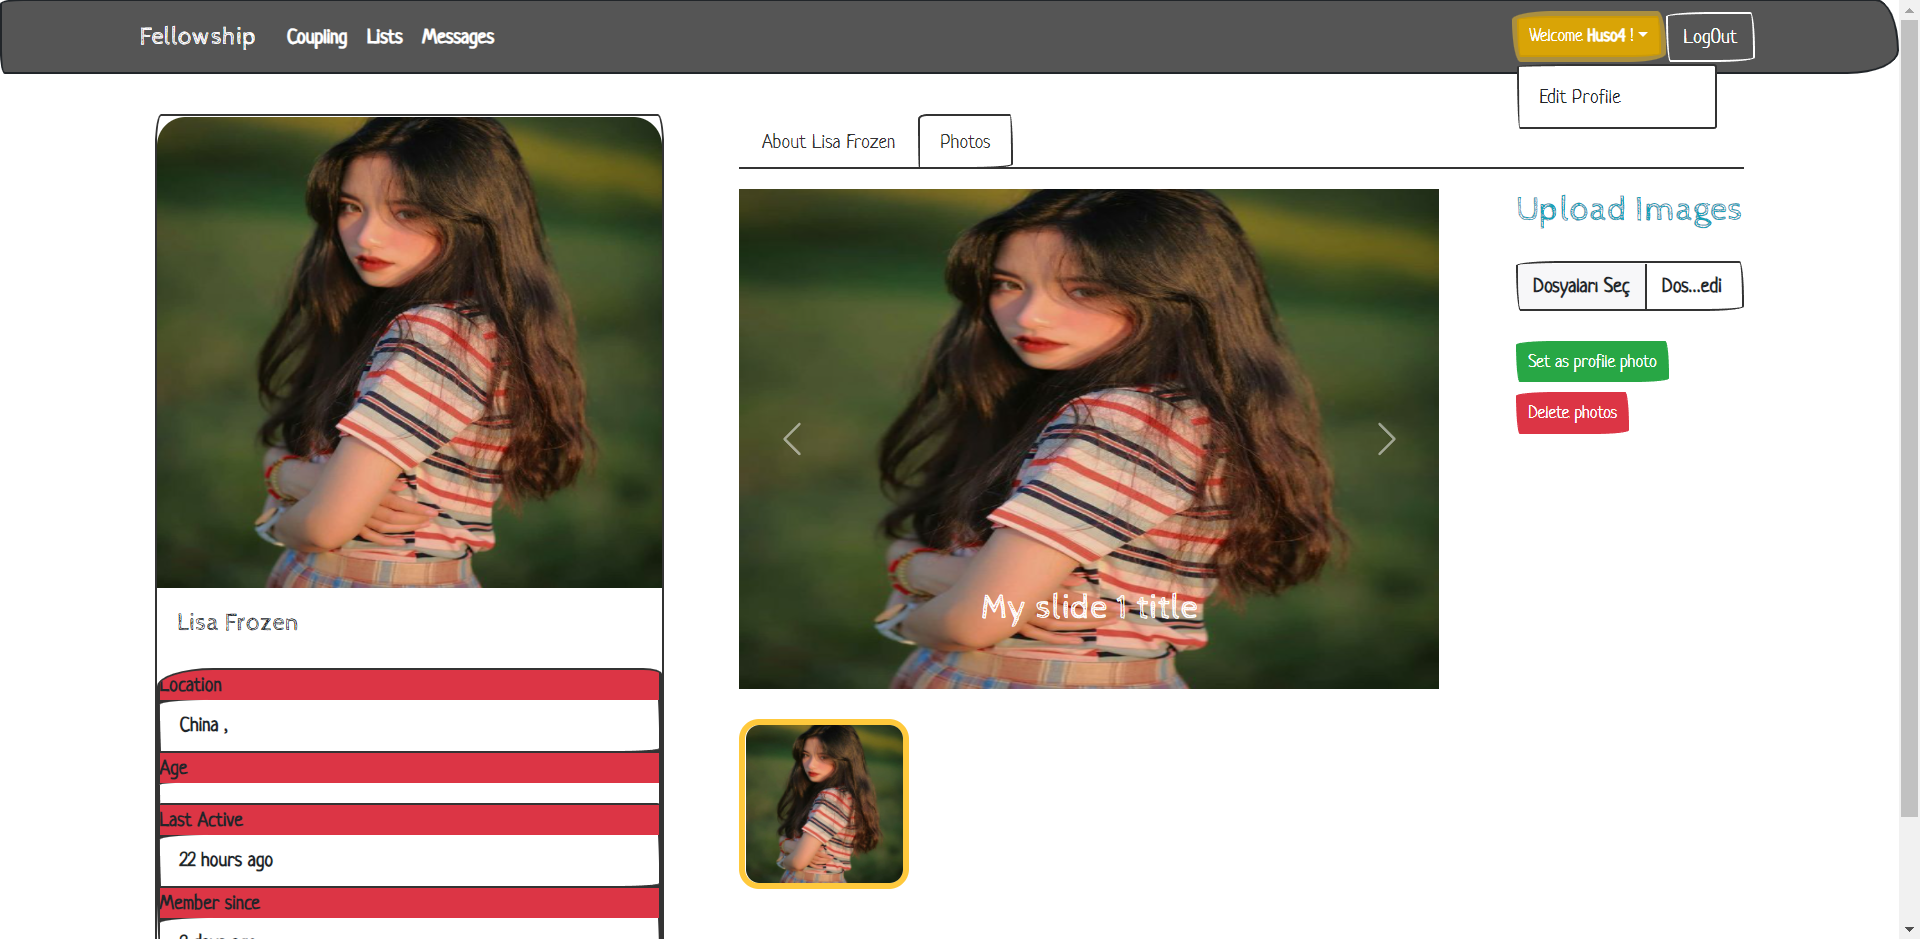 Fellowship Coupling Lists Messages Welcome Huso4 ! LogOut
Edit Profile
About Lisa Frozen Photos
Upload Images
Dosyaları Seç Dos...edi
Set as profile photo
Delete photos
My slide 1 title
Lisa Frozen
Location
China ,
Age
Last Active
22 hours ago
Member since